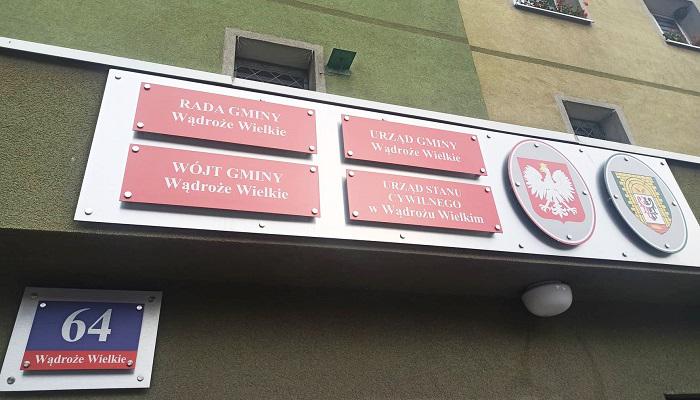 RADA GMINY
Wądroże Wielkie
WÓJT GMINY
Wądroże Wielkie
URZĄD GMINY
Wądroże Wielkie
URZĄD STANU
CYWILNEGO
w Wądrożu Wielkim
64
Wądroże Wielkie